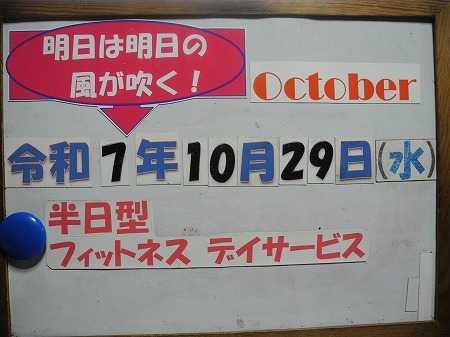 明日は明日の
風が吹く！
October
令和7年10月29日(水)
半日型
フィットネス デイサービス